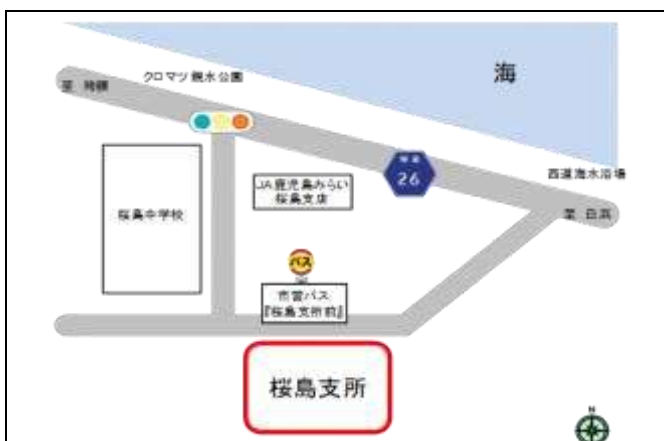 海
クロマツ親水公園
至 袴腰
県道
26
西道海水浴場
至 白浜
桜島中学校
JA鹿児島みらい
桜島支店
バス
市営バス
『桜島支所前』
桜島支所
N